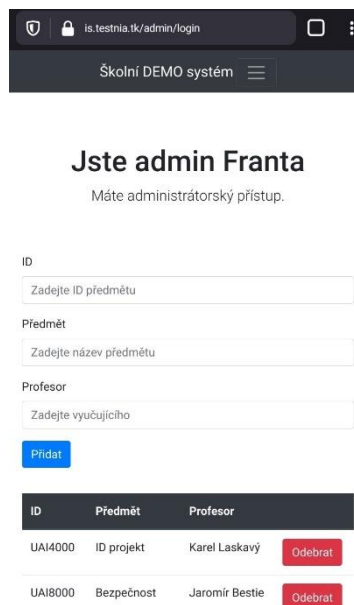 is.testnia.tk/admin/login
Školní DEMO systém
Jste admin Franta
Máte administrátorský přístup.
ID
Zadejte ID předmětu
Předmět
Zadejte název předmětu
Profesor
Zadejte vyučujícího
Přidat
ID Předmět Profesor
UAI4000 ID projekt Karel Laskavý Odebrat
UAI8000 Bezpečnost Jaromír Bestie Odebrat